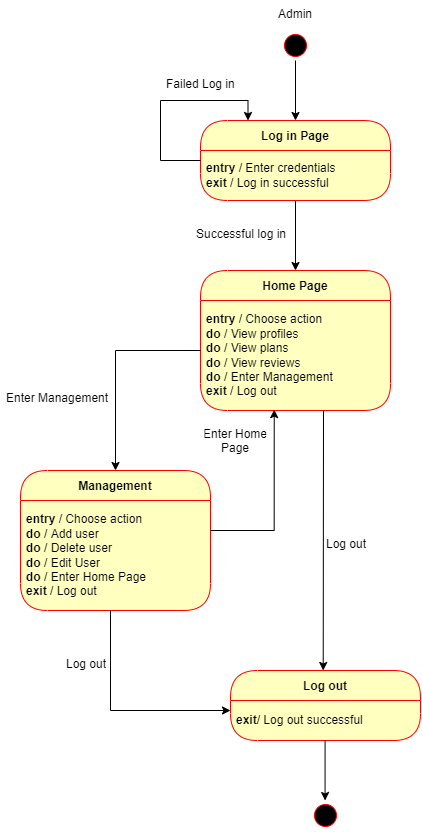 Admin
Failed Log in
Log in Page
entry / Enter credentials
exit / Log in successful
Successful log in
Home Page
entry / Choose action
do / View profiles
do / View plans
do / View reviews
do / Enter Management
exit / Log out
Enter Management
Enter Home
Page
Management
entry / Choose action
do / Add user
do / Delete user
do / Edit User
do / Enter Home Page
exit / Log out
Log out
Log out
Log out
exit/ Log out successful